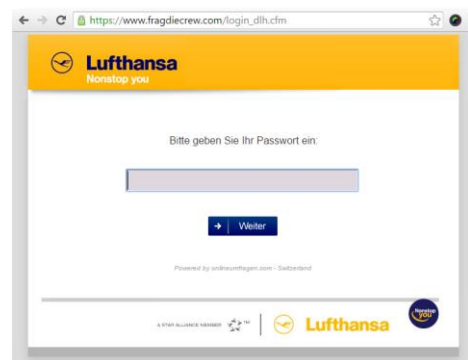 https://www.fragdiecrew.com/login_dlh.cfm
Lufthansa
Nonstop you
Bitte geben Sie Ihr Passwort ein:
Weiter
Powered by onlineumfragen.com - Switzerland
A STAR ALLIANCE MEMBER TM
Lufthansa
Nonstop
you